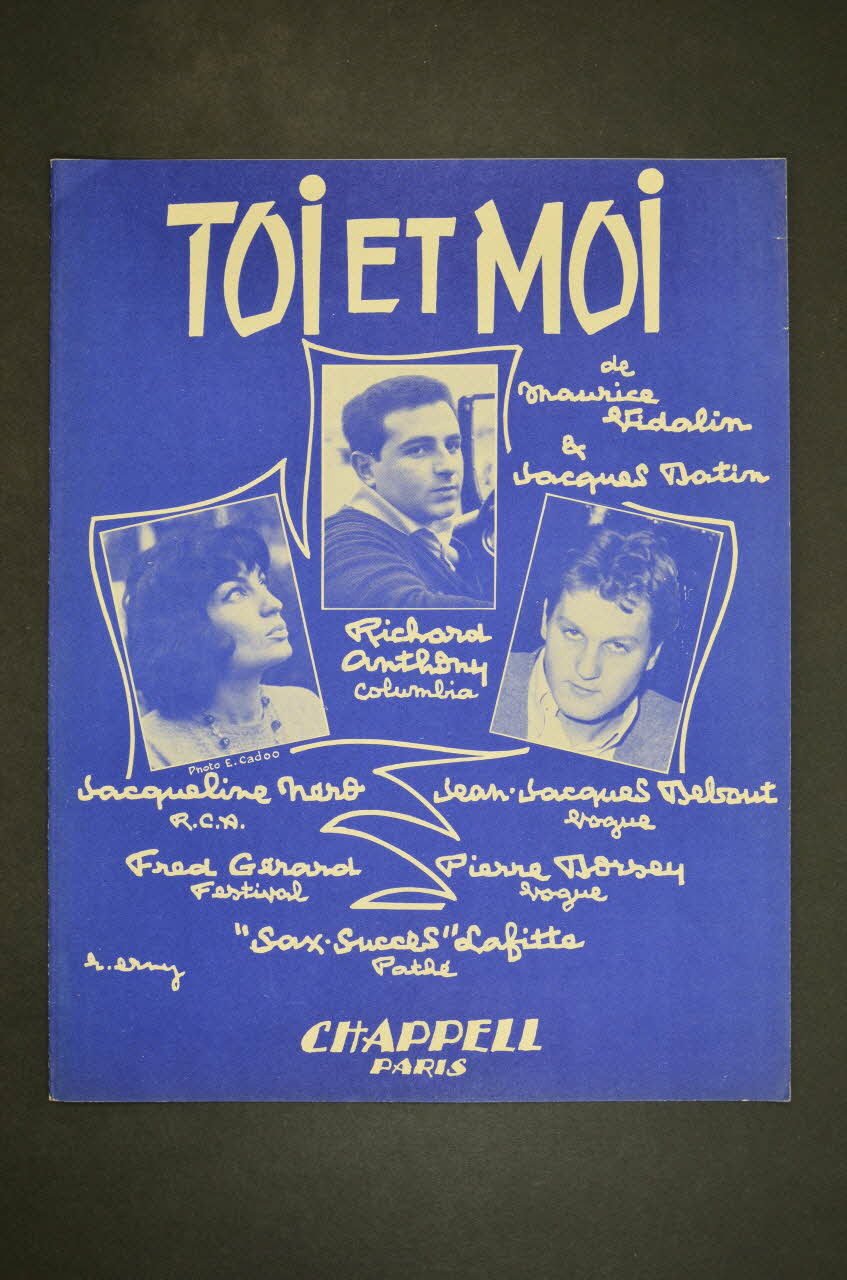 TOI ET MOI
de
Maurice
Vidalin
&
Jacques Datin
Richard
Anthony
Columbia
Photo E. Cadoo
Jacqueline Nero
R.C.A.
Jean-Jacques Debout
Vogue
Fred Gérard
Festival
Pierre Dorsey
Vogue
"Sax-Succès" Lafitte
Pathé
CHAPPELL
PARIS